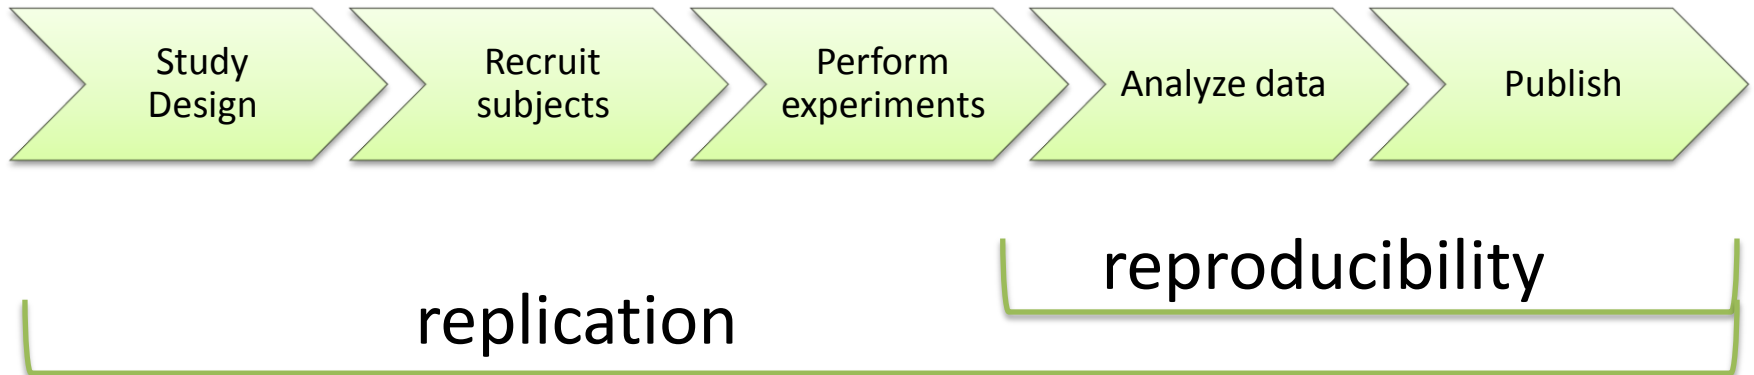 Study
Design
Recruit
subjects
Perform
experiments
Analyze data
Publish
reproducibility
replication